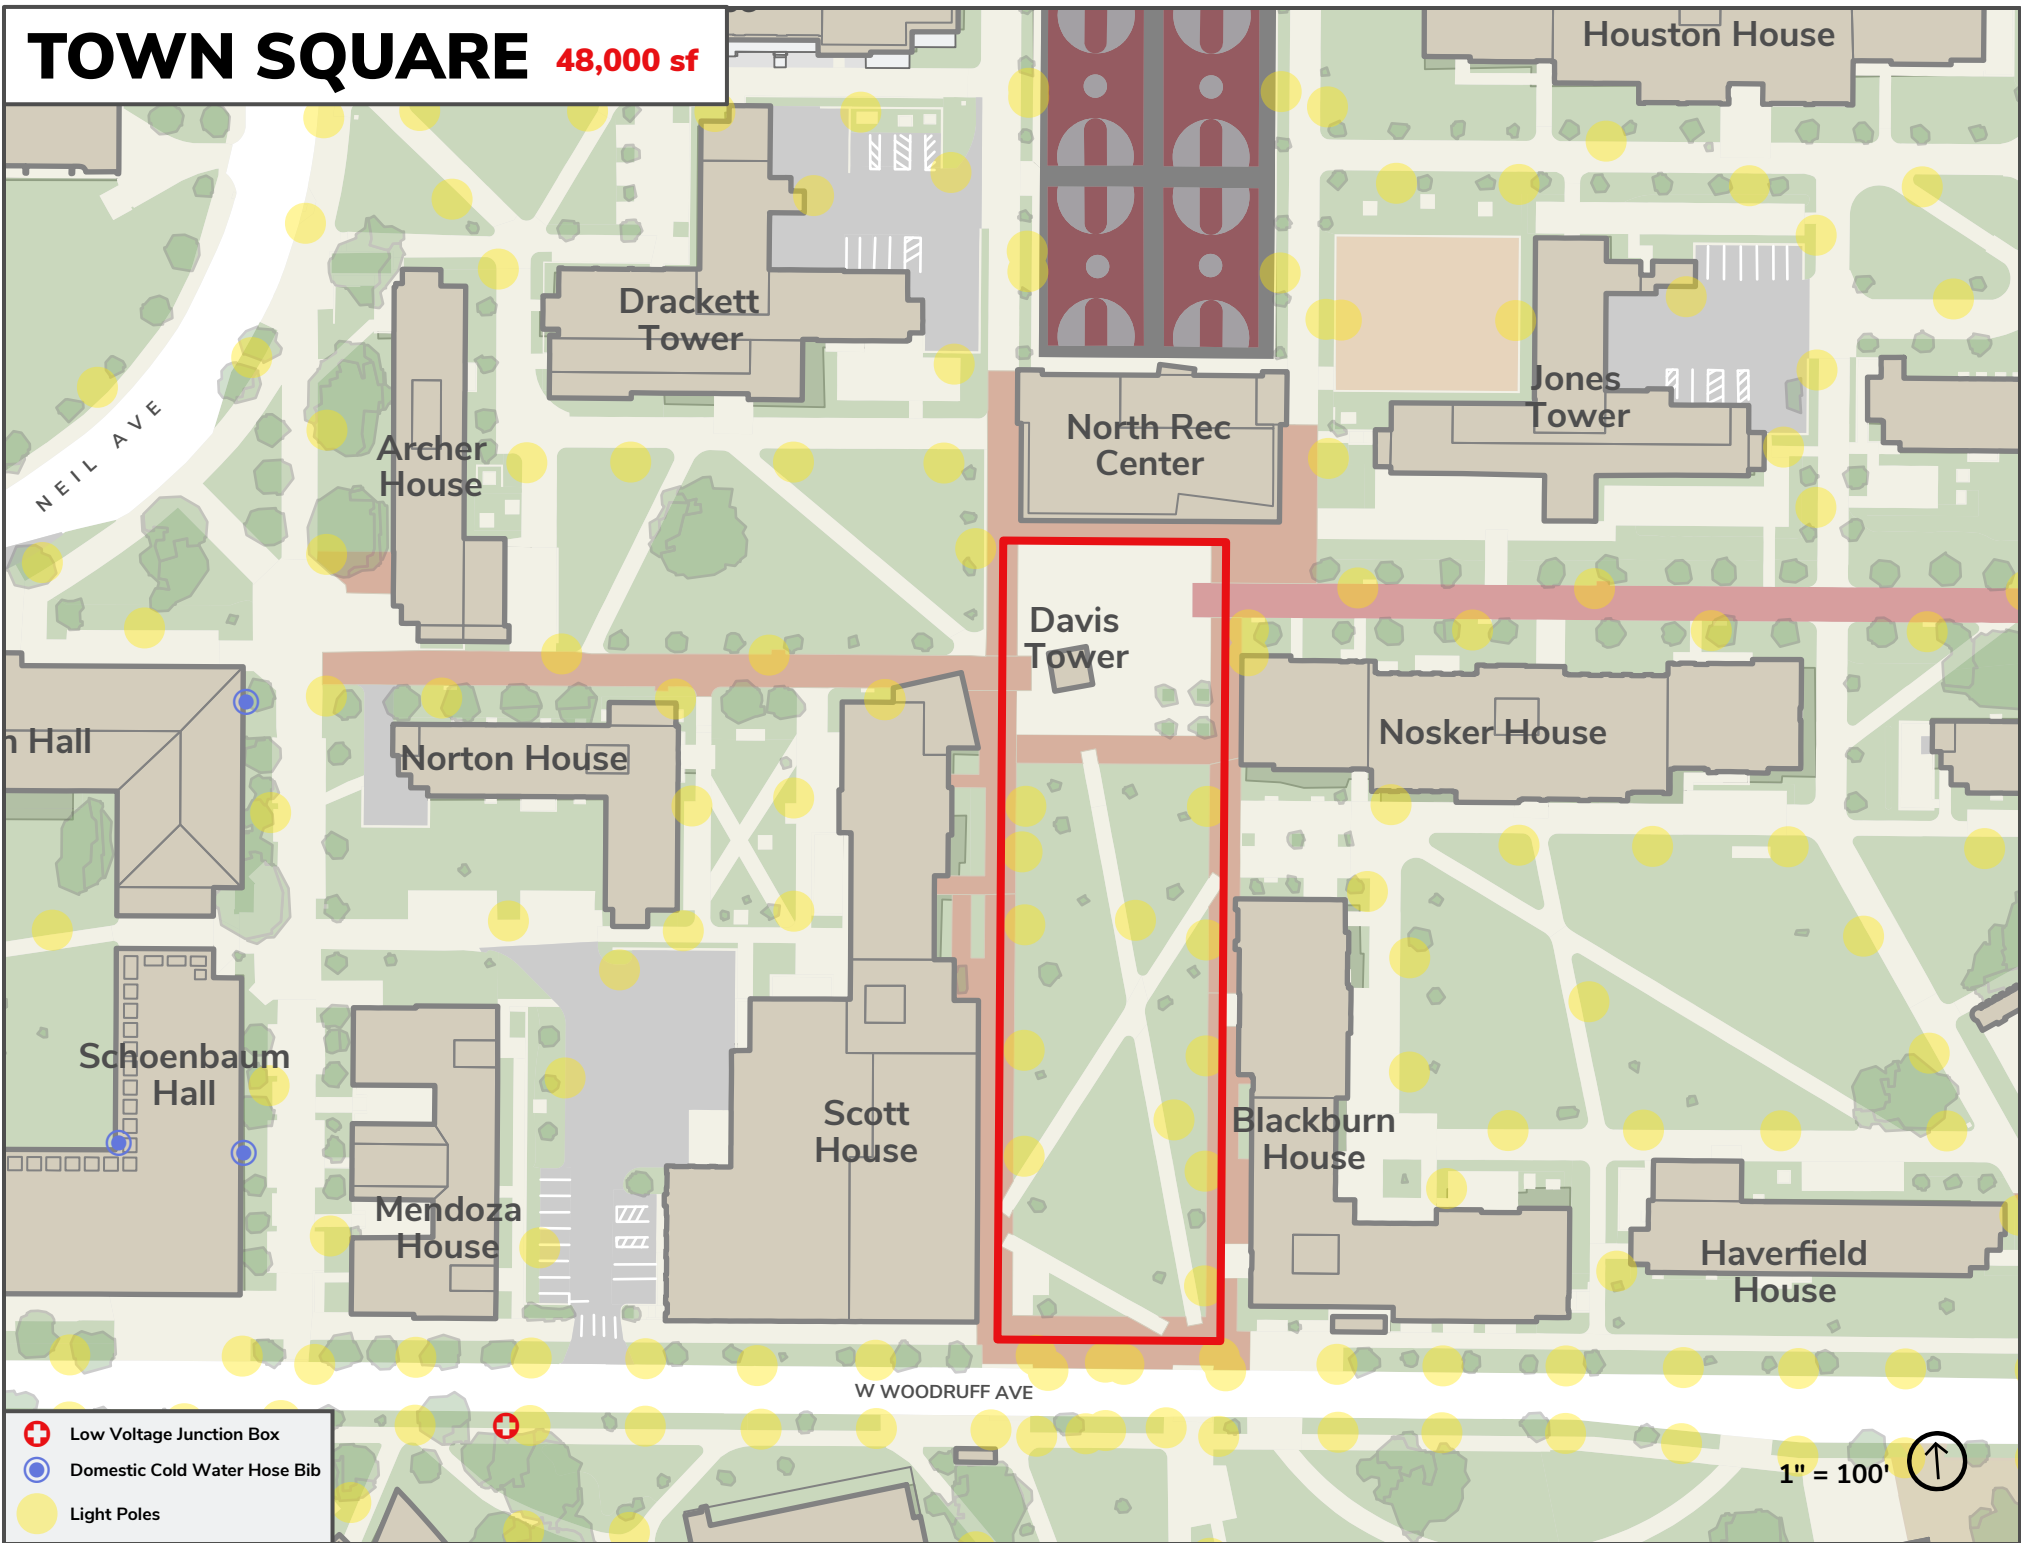 TOWN SQUARE 48,000 sf
Houston House
Drackett
Tower
Jones
Tower
NEIL AVE
Archer
House
North Rec
Center
Davis
Tower
n Hall
Norton House
Nosker House
Schoenbaum
Hall
Scott
House
Blackburn
House
Mendoza
House
Haverfield
House
W WOODRUFF AVE
Low Voltage Junction Box
Domestic Cold Water Hose Bib
Light Poles
1" = 100'